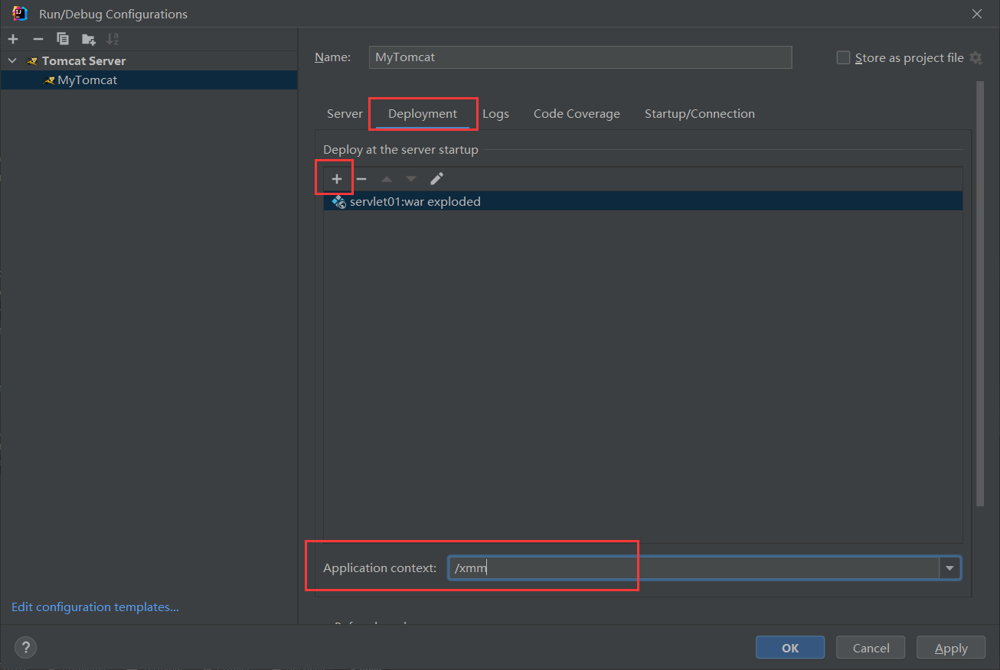 Run/Debug Configurations
Tomcat Server
MyTomcat
Edit configuration templates...
Name:
MyTomcat
Store as project file
Server
Deployment
Logs
Code Coverage
Startup/Connection
Deploy at the server startup
servlet01:war exploded
Application context:
/xmm
?
OK
Cancel
Apply